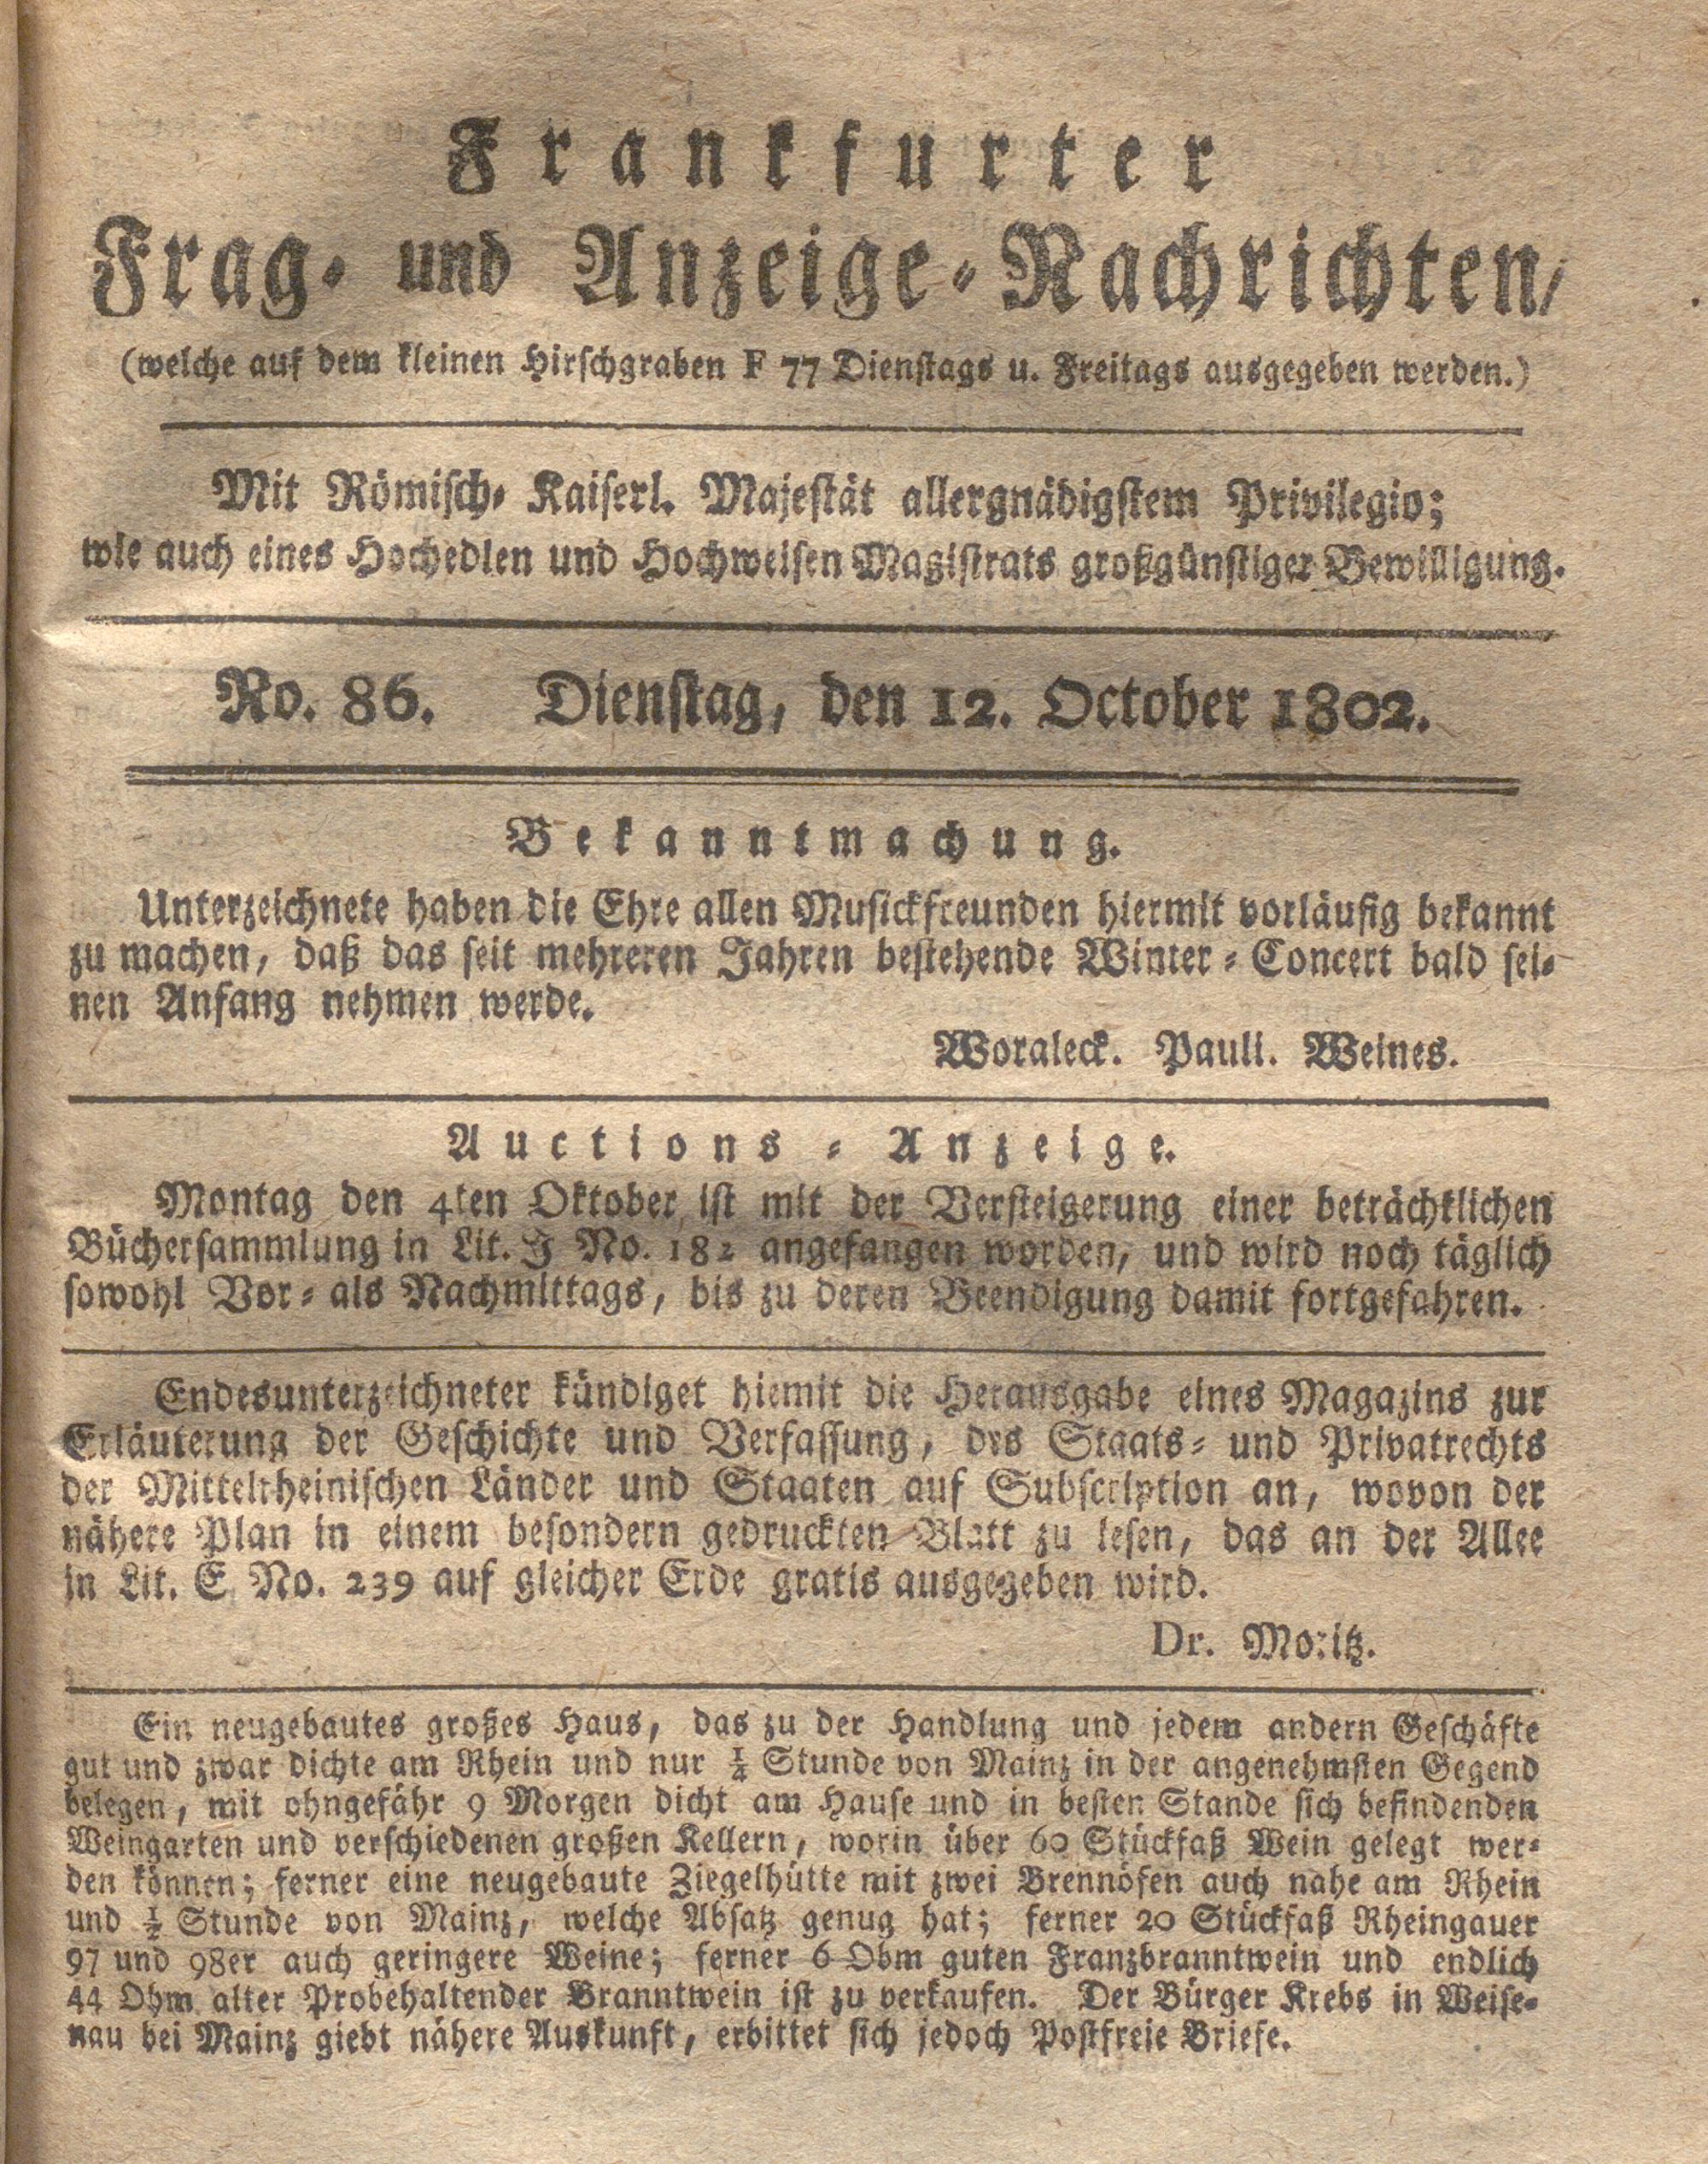 Frankfurter
Frag- und Anzeige-Nachrichten,
(welche auf dem kleinen Hirschgraben F 77 Dienstags u. Freitags ausgegeben werden.)
Mit Römisch- Kaiserl. Majestät allergnädigstem Privilegio;
wie auch eines Hochedlen und Hochweisen Magistrats großgünstiger Bewilligung.
No. 86. Dienstag, den 12. October 1802.
Bekanntmachung.
Unterzeichnete haben die Ehre allen Musickfreunden hiermit vorläufig bekannt
zu machen, daß das seit mehreren Jahren bestehende Winter-Concert bald sei-
nen Anfang nehmen werde.
Woraleck. Pauli. Weines.
Auctions-Anzeige.
Montag den 4ten Oktober ist mit der Versteigerung einer beträchtlichen
Büchersammlung in Lit. J No. 182 angefangen worden, und wird noch täglich
sowohl Vor- als Nachmittags, bis zu deren Beendigung damit fortgefahren.
Endesunterzeichneter kündiget hiemit die Herausgabe eines Magazins zur
Erläuterung der Geschichte und Verfassung, des Staats- und Privatrechts
der Mittelrheinischen Länder und Staaten auf Subscription an, wovon der
nähere Plan in einem besondern gedruckten Blatt zu lesen, das an der Allee
in Lit. E No. 239 auf gleicher Erde gratis ausgegeben wird.
Dr. Moritz.
Ein neugebautes großes Haus, das zu der Handlung und jedem andern Geschäfte
gut und zwar dichte am Rhein und nur ¼ Stunde von Mainz in der angenehmsten Gegend
belegen, mit ohngefähr 9 Morgen dicht am Hause und in besten Stande sich befindenden
Weingarten und verschiedenen großen Kellern, worin über 60 Stückfaß Wein gelegt wer-
den können; ferner eine neugebaute Ziegelhütte mit zwei Brennöfen auch nahe am Rhein
und ½ Stunde von Mainz, welche Absatz genug hat; ferner 20 Stückfaß Rheingauer
97 und 98er auch geringere Weine; ferner 6 Ohm guten Franzbranntwein und endlich
44 Ohm alter Probehaltender Branntwein ist zu verkaufen. Der Bürger Krebs in Weise-
nau bei Mainz giebt nähere Auskunft, erbittet sich jedoch Postfreie Briefe.